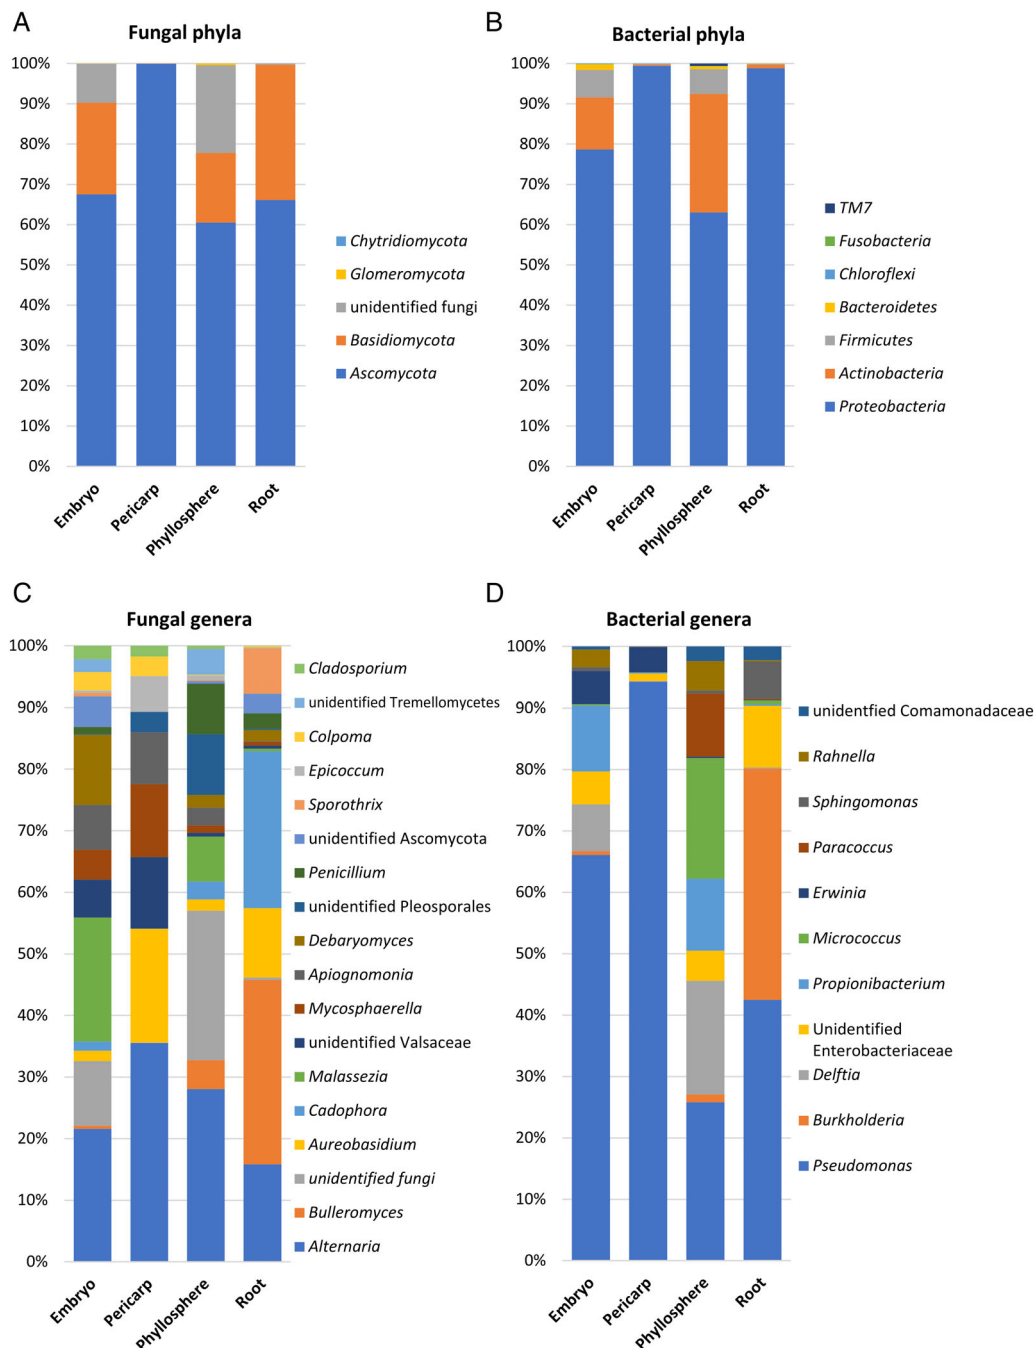 A
Fungal phyla
100%
90%
80%
70%
60%
50%
40%
30%
20%
10%
0%
Embryo
Pericarp
Phyllosphere
Root
Chytridiomycota
Glomeromycota
unidentified fungi
Basidiomycota
Ascomycota
B
Bacterial phyla
100%
90%
80%
70%
60%
50%
40%
30%
20%
10%
0%
Embryo
Pericarp
Phyllosphere
Root
TM7
Fusobacteria
Chloroflexi
Bacteroidetes
Firmicutes
Actinobacteria
Proteobacteria
C
Fungal genera
100%
90%
80%
70%
60%
50%
40%
30%
20%
10%
0%
Embryo
Pericarp
Phyllosphere
Root
Cladosporium
unidentified Tremellomycetes
Colpoma
Epicoccum
Sporothrix
unidentified Ascomycota
Penicillium
unidentified Pleosporales
Debaryomyces
Apiognomonia
Mycosphaerella
unidentified Valsaceae
Malassezia
Cadophora
Aureobasidium
unidentified fungi
Bulleromyces
Alternaria
D
Bacterial genera
100%
90%
80%
70%
60%
50%
40%
30%
20%
10%
0%
Embryo
Pericarp
Phyllosphere
Root
unidentfied Comamonadaceae
Rahnella
Sphingomonas
Paracoccus
Erwinia
Micrococcus
Propionibacterium
Unidentified
Enterobacteriaceae
Delftia
Burkholderia
Pseudomonas